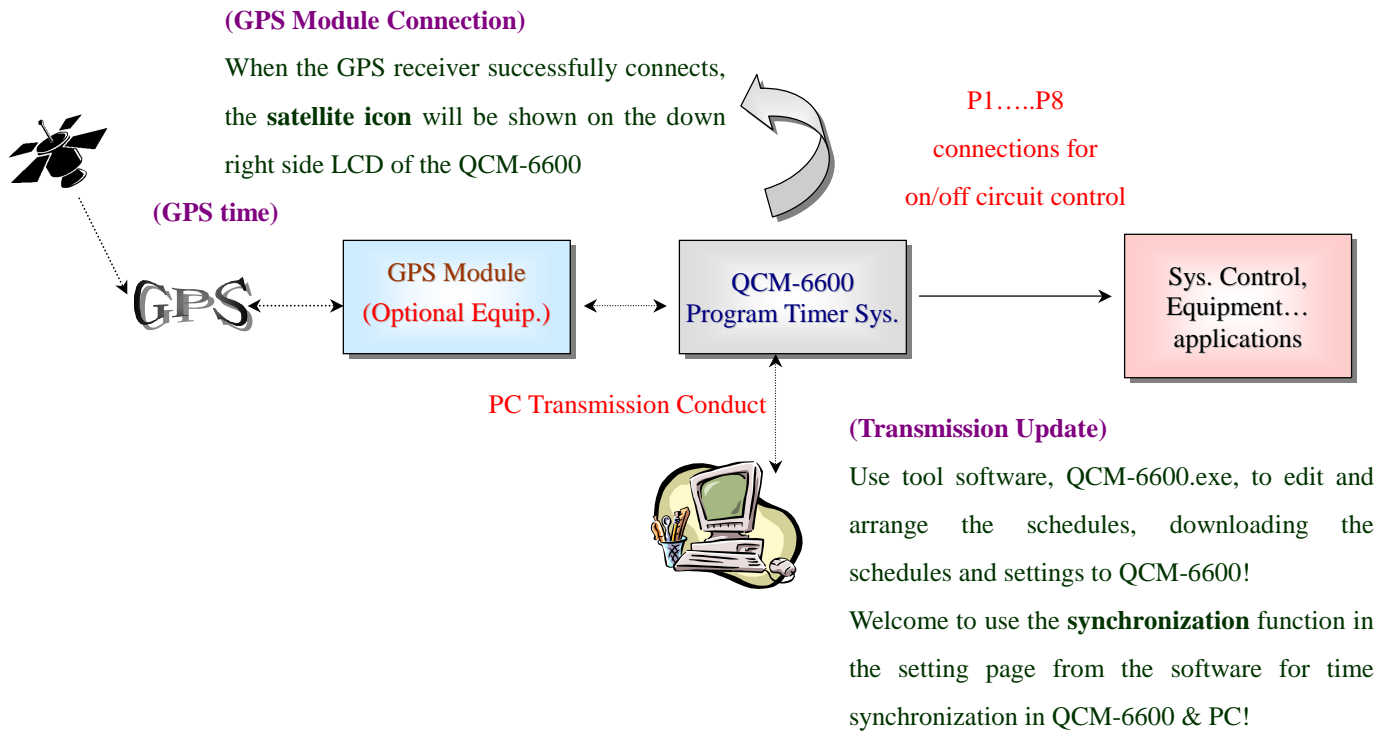 (GPS Module Connection)
When the GPS receiver successfully connects,
the satellite icon will be shown on the down
right side LCD of the QCM-6600
P1…..P8
connections for
on/off circuit control
(GPS time)
GPS
GPS Module
(Optional Equip.)
QCM-6600
Program Timer Sys.
Sys. Control,
Equipment…
applications
PC Transmission Conduct
(Transmission Update)
Use tool software, QCM-6600.exe, to edit and
arrange the schedules, downloading the
schedules and settings to QCM-6600!
Welcome to use the synchronization function in
the setting page from the software for time
synchronization in QCM-6600 & PC!